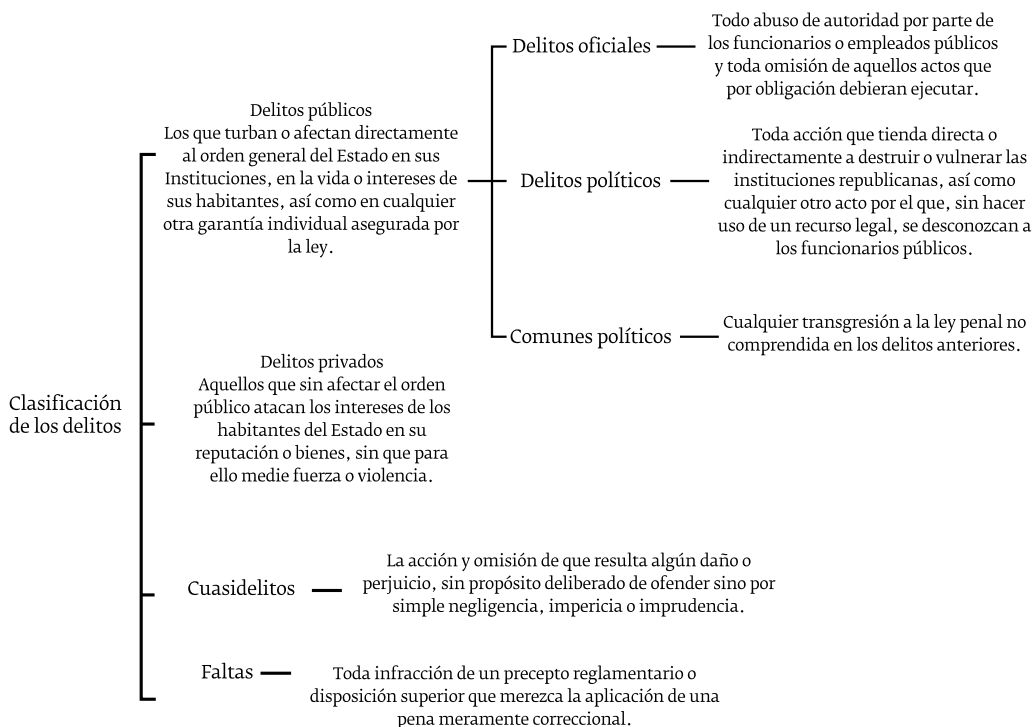 Clasificación
de los delitos
Delitos públicos
Los que turban o afectan directamente
al orden general del Estado en sus
Instituciones, en la vida o intereses de
sus habitantes, así como en cualquier
otra garantía individual asegurada por
la ley.
Delitos oficiales
Todo abuso de autoridad por parte de
los funcionarios o empleados públicos
y toda omisión de aquellos actos que
por obligación debieran ejecutar.
Delitos políticos
Toda acción que tienda directa o
indirectamente a destruir o vulnerar las
instituciones republicanas, así como
cualquier otro acto por el que, sin hacer
uso de un recurso legal, se desconozcan a
los funcionarios públicos.
Comunes políticos
Cualquier transgresión a la ley penal no
comprendida en los delitos anteriores.
Delitos privados
Aquellos que sin afectar el orden
público atacan los intereses de los
habitantes del Estado en su
reputación o bienes, sin que para
ello medie fuerza o violencia.
Cuasidelitos
La acción y omisión de que resulta algún daño o
perjuicio, sin propósito deliberado de ofender sino por
simple negligencia, impericia o imprudencia.
Faltas
Toda infracción de un precepto reglamentario o
disposición superior que merezca la aplicación de una
pena meramente correccional.